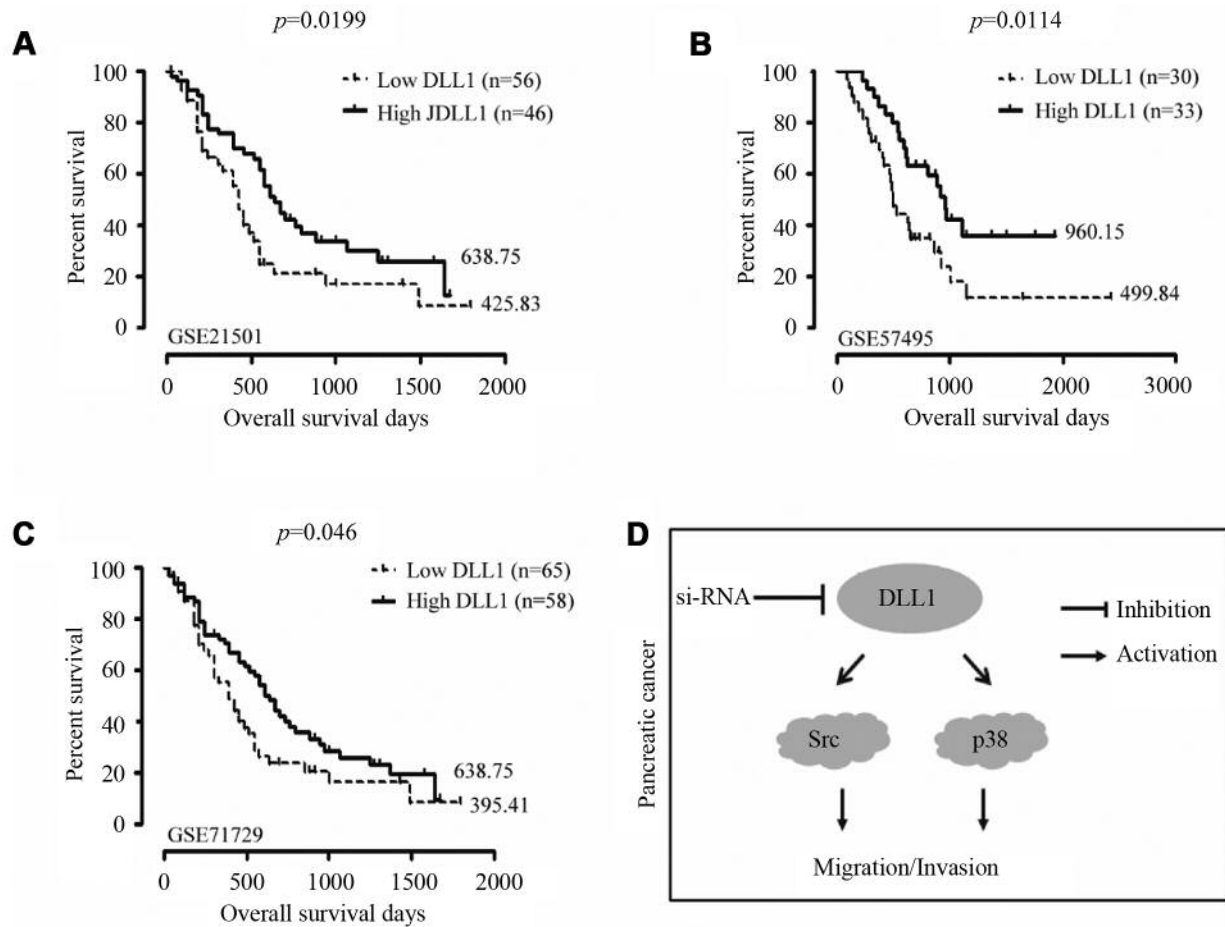 A
p=0.0199
Low DLL1 (n=56)
High JDLL1 (n=46)
Percent survival
100
80
60
40
20
0
638.75
425.83
GSE21501
0 500 1000 1500 2000
Overall survival days
B
p=0.0114
Low DLL1 (n=30)
High DLL1 (n=33)
Percent survival
100
80
60
40
20
0
960.15
499.84
GSE57495
0 1000 2000 3000
Overall survival days
C
p=0.046
Low DLL1 (n=65)
High DLL1 (n=58)
Percent survival
100
80
60
40
20
0
638.75
395.41
GSE71729
0 500 1000 1500 2000
Overall survival days
D
Pancreatic cancer
si-RNA
DLL1
Inhibition
Activation
Src
p38
Migration/Invasion